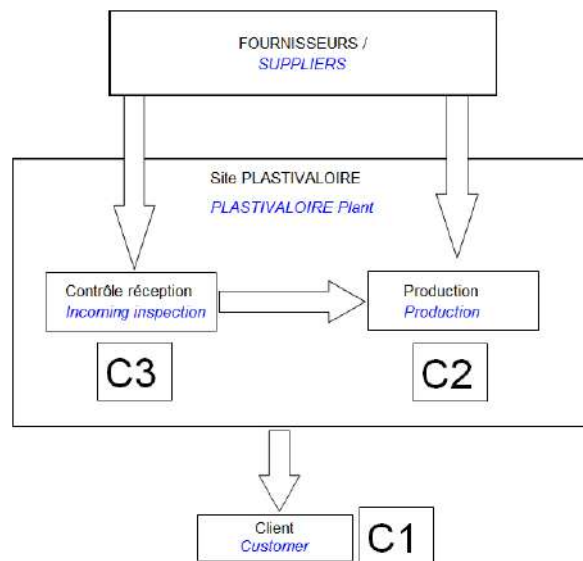 FOURNISSEURS /
SUPPLIERS
Site PLASTIVALOIRE
PLASTIVALOIRE Plant
Contrôle réception
Incoming inspection
Production
Production
C3
C2
Client
Customer
C1